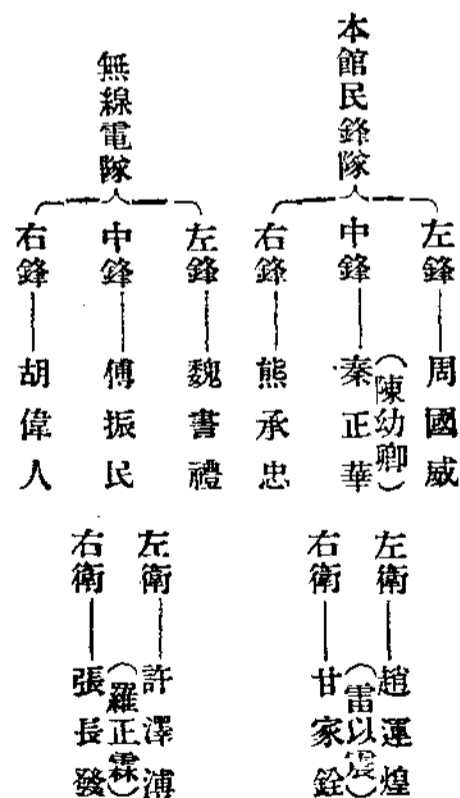 本館民鋒隊
左鋒——周國威
（陳幼卿）
中鋒——秦正華
右鋒——熊承忠
左衛——趙運煌
（雷以震）
右衛——甘家銓
無線電隊
左鋒——魏書禮
中鋒——傅振民
右鋒——胡偉人
左衛——許澤溥
（羅正霖）
右衛——張長發